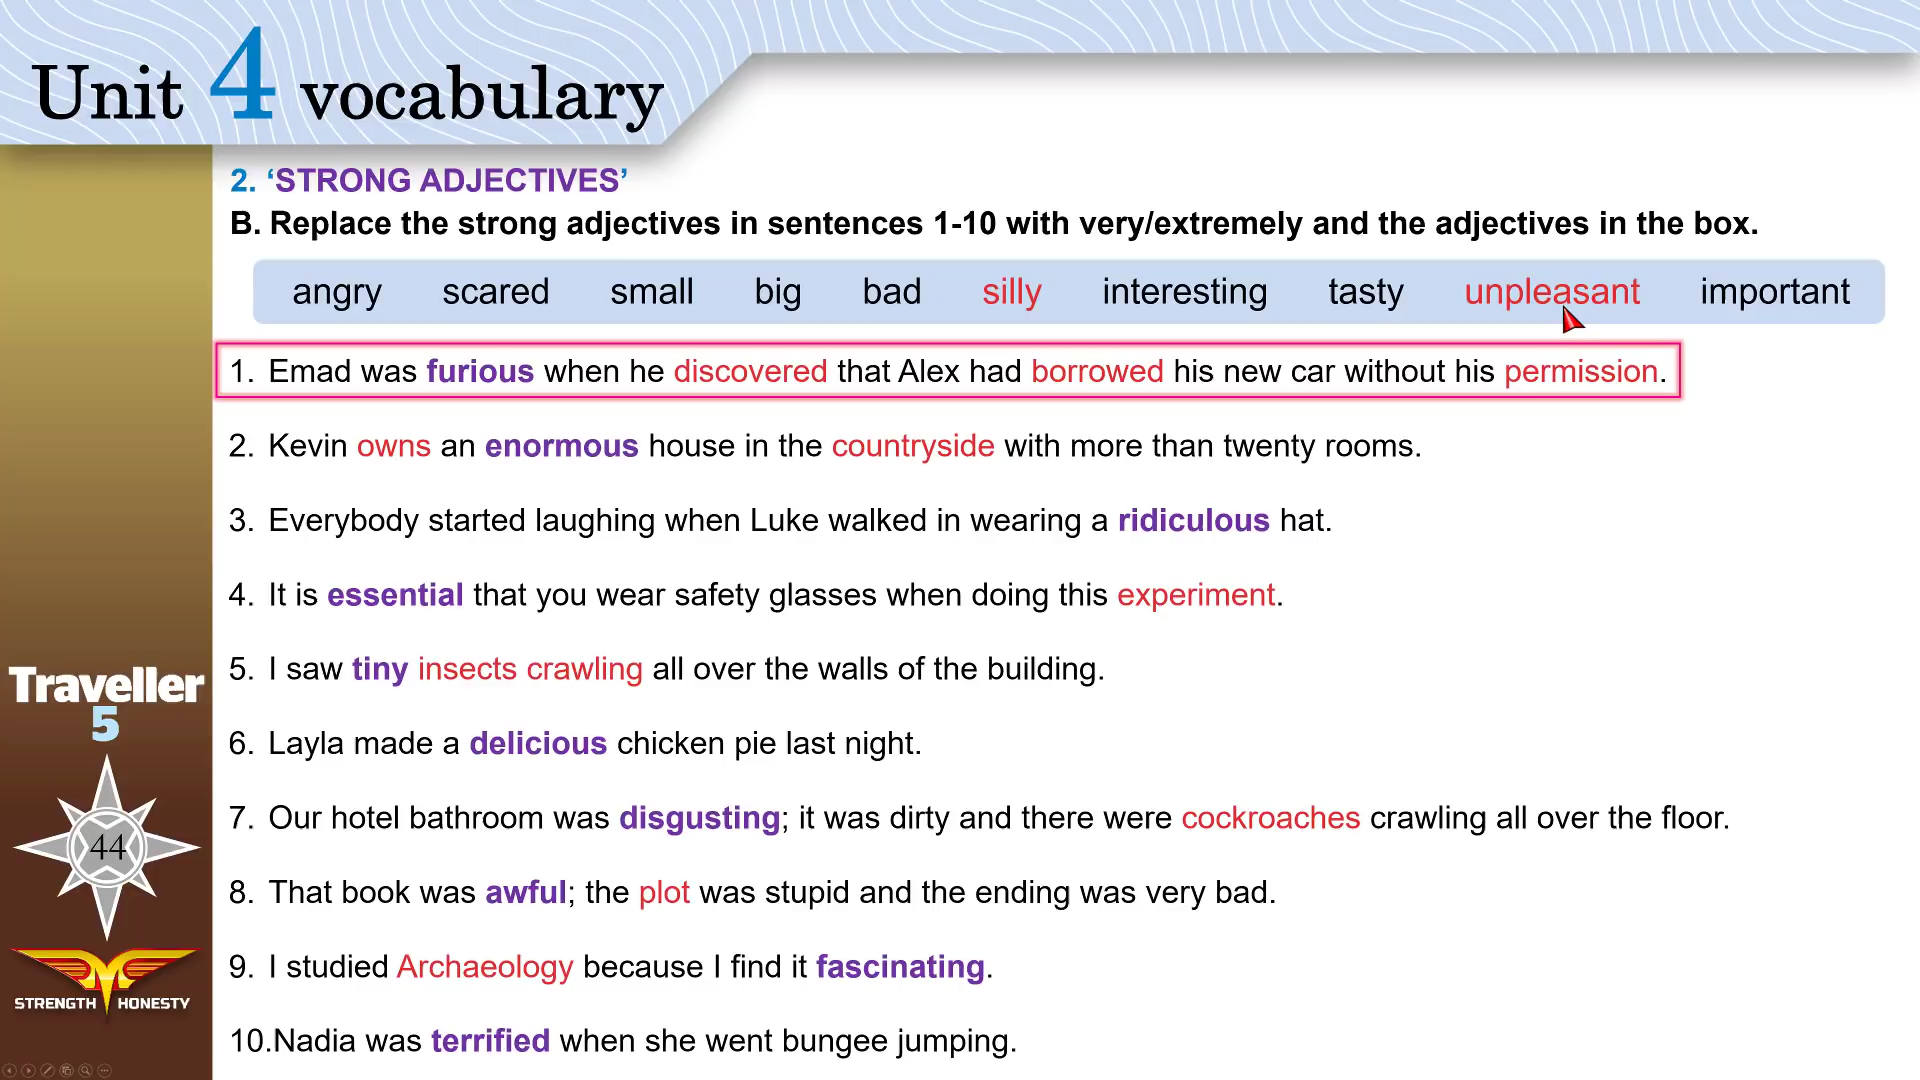 Unit 4 vocabulary
2. ‘STRONG ADJECTIVES’
B. Replace the strong adjectives in sentences 1-10 with very/extremely and the adjectives in the box.
angry scared small big bad silly interesting tasty unpleasant important
1. Emad was furious when he discovered that Alex had borrowed his new car without his permission.
2. Kevin owns an enormous house in the countryside with more than twenty rooms.
3. Everybody started laughing when Luke walked in wearing a ridiculous hat.
4. It is essential that you wear safety glasses when doing this experiment.
5. I saw tiny insects crawling all over the walls of the building.
6. Layla made a delicious chicken pie last night.
7. Our hotel bathroom was disgusting; it was dirty and there were cockroaches crawling all over the floor.
8. That book was awful; the plot was stupid and the ending was very bad.
9. I studied Archaeology because I find it fascinating.
10.Nadia was terrified when she went bungee jumping.
Traveller
5
44
STRENGTH HONESTY